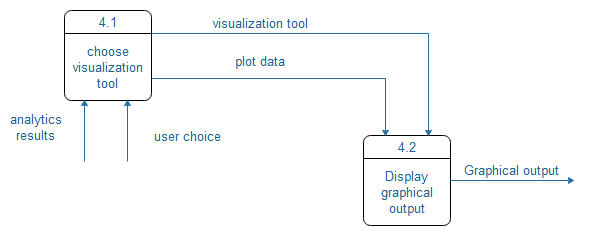 4.1
visualization tool
choose
visualization
tool
plot data
analytics
results
user choice
4.2
Display
graphical
output
Graphical output